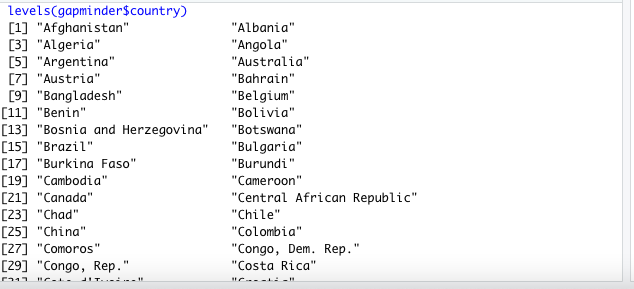 levels(gapminder$country)
[1] "Afghanistan" "Albania"
[3] "Algeria" "Angola"
[5] "Argentina" "Australia"
[7] "Austria" "Bahrain"
[9] "Bangladesh" "Belgium"
[11] "Benin" "Bolivia"
[13] "Bosnia and Herzegovina" "Botswana"
[15] "Brazil" "Bulgaria"
[17] "Burkina Faso" "Burundi"
[19] "Cambodia" "Cameroon"
[21] "Canada" "Central African Republic"
[23] "Chad" "Chile"
[25] "China" "Colombia"
[27] "Comoros" "Congo, Dem. Rep."
[29] "Congo, Rep." "Costa Rica"